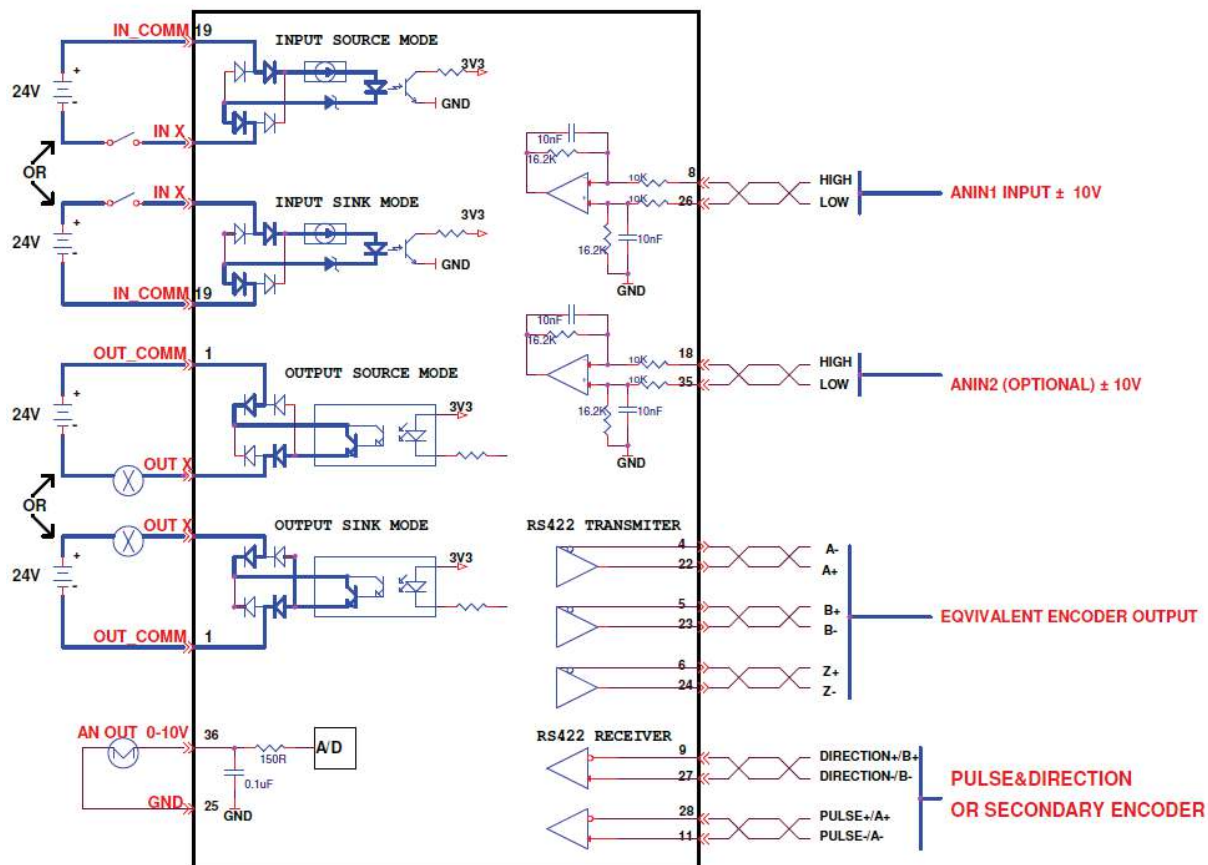 IN_COMM 19
INPUT SOURCE MODE
3V3
+
24V
-
GND
IN X
OR
IN X
INPUT SINK MODE
3V3
+
24V
-
GND
IN_COMM 19
OUT_COMM 1
OUTPUT SOURCE MODE
+
24V
-
3V3
OUT X
OR
OUT X
OUTPUT SINK MODE
+
24V
-
3V3
OUT_COMM 1
AN OUT 0-10V 36
150R
A/D
0.1uF
GND 25
GND
10nF
16.2K
10K
8
HIGH
10K
26
LOW
16.2K
10nF
GND
ANIN1 INPUT ± 10V
10nF
16.2K
10K
18
HIGH
10K
35
LOW
16.2K
10nF
GND
ANIN2 (OPTIONAL) ± 10V
RS422 TRANSMITER
4 A-
22 A+
5 B+
23 B-
6 Z+
24 Z-
EQVIVALENT ENCODER OUTPUT
RS422 RECEIVER
9 DIRECTION+/B+
27 DIRECTION-/B-
28 PULSE+/A+
11 PULSE-/A-
PULSE&DIRECTION
OR SECONDARY ENCODER